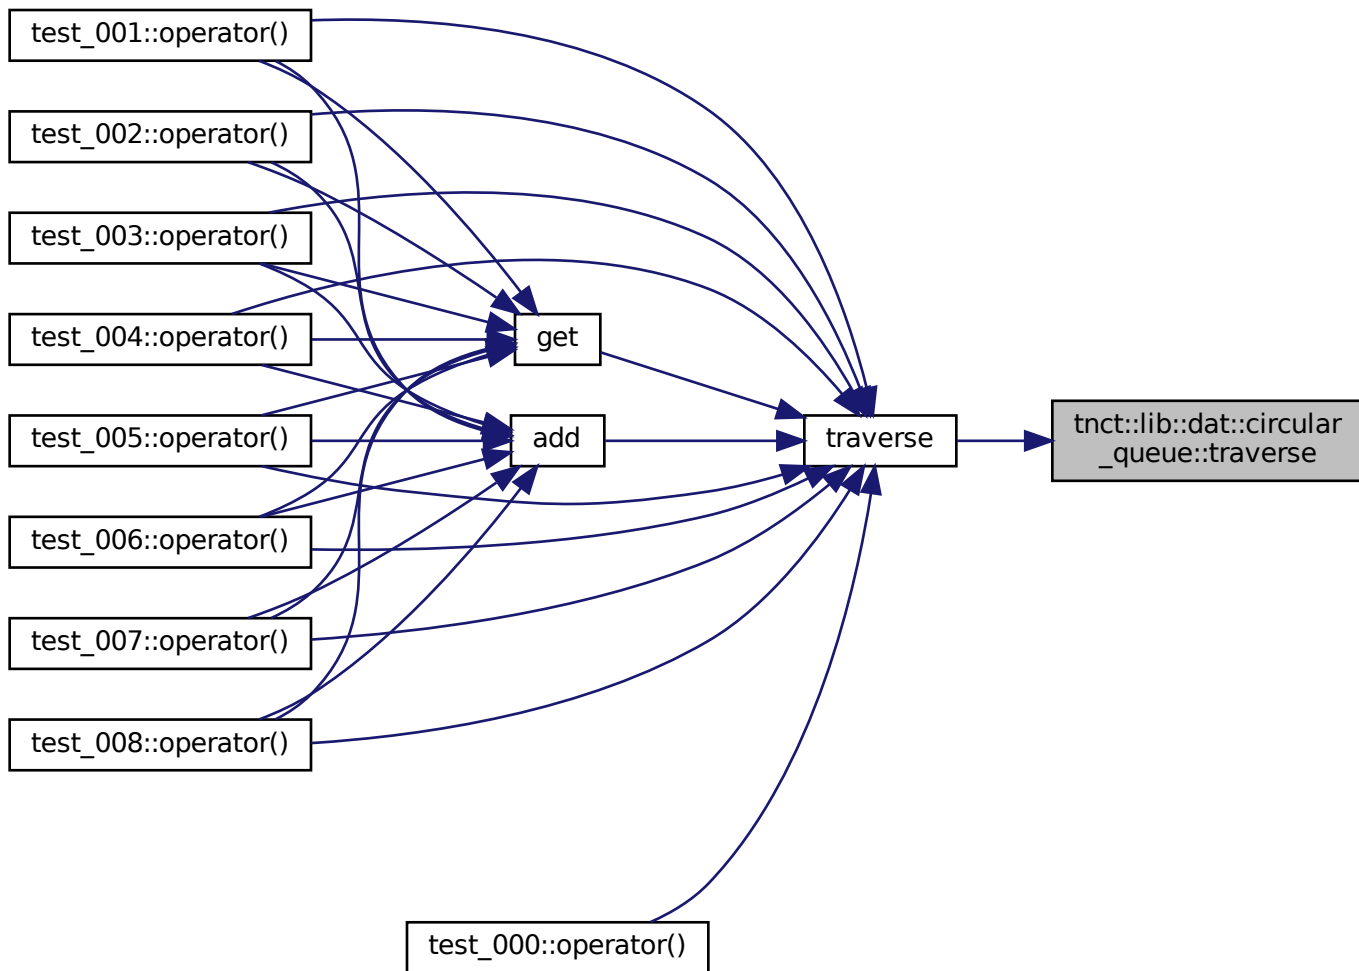 test_001::operator()
test_002::operator()
test_003::operator()
test_004::operator()
get
test_005::operator()
add
traverse
tnct::lib::dat::circular
_queue::traverse
test_006::operator()
test_007::operator()
test_008::operator()
test_000::operator()